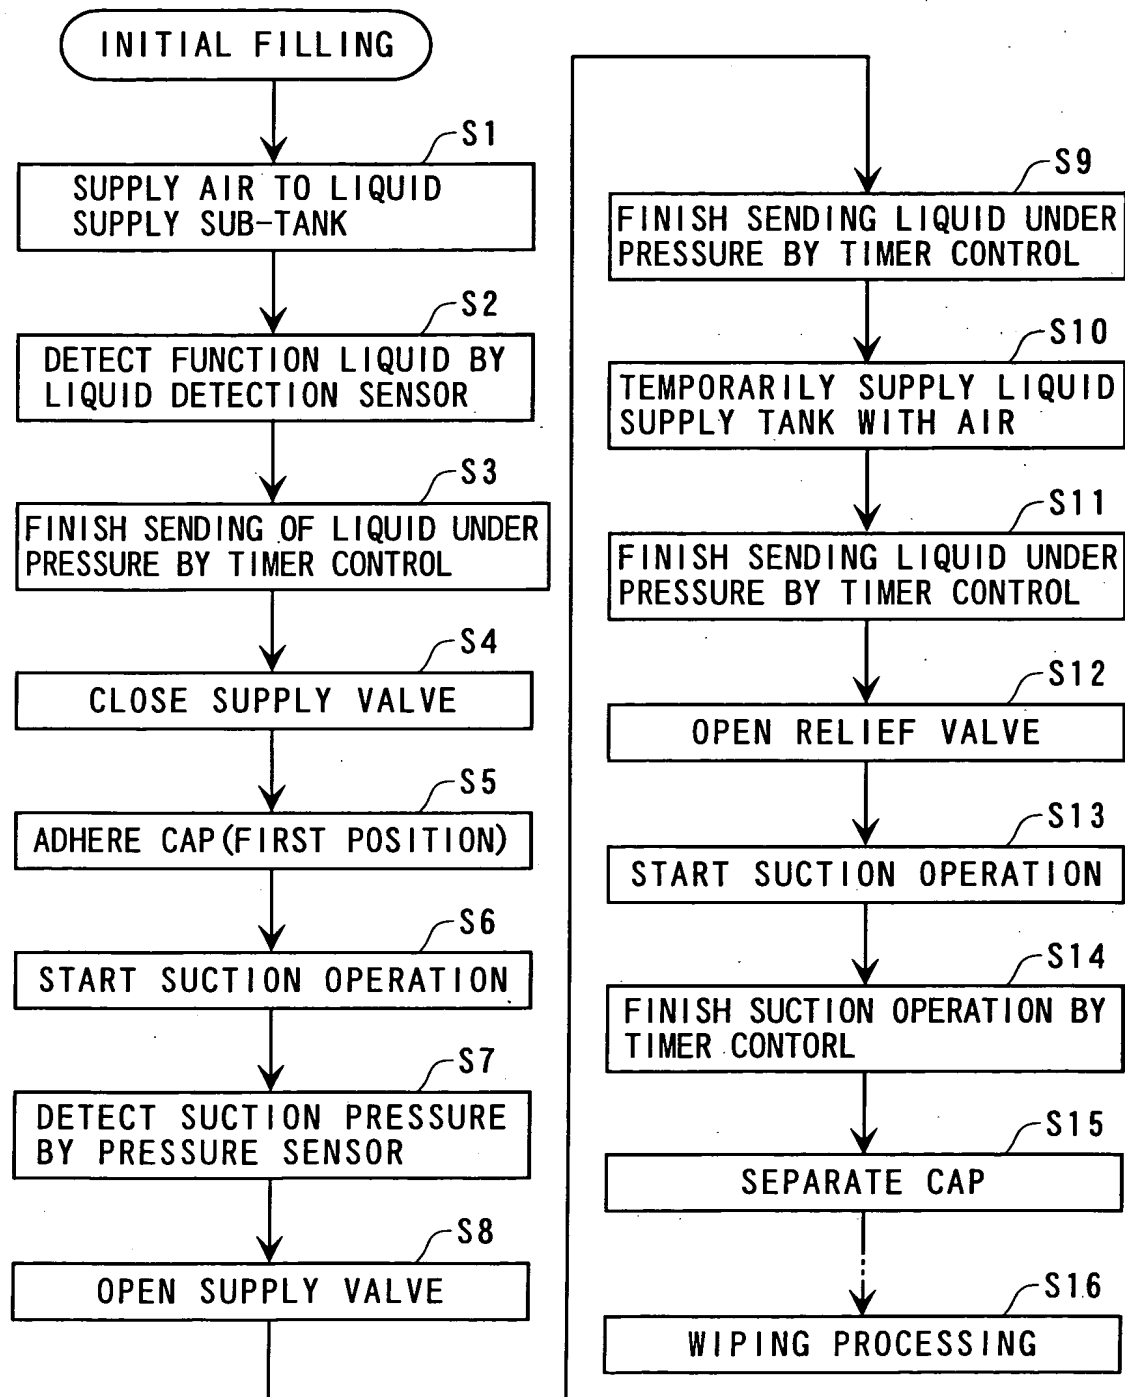 INITIAL FILLING
S1
SUPPLY AIR TO LIQUID
SUPPLY SUB-TANK
S2
DETECT FUNCTION LIQUID BY
LIQUID DETECTION SENSOR
S3
FINISH SENDING OF LIQUID UNDER
PRESSURE BY TIMER CONTROL
S4
CLOSE SUPPLY VALVE
S5
ADHERE CAP(FIRST POSITION)
S6
START SUCTION OPERATION
S7
DETECT SUCTION PRESSURE
BY PRESSURE SENSOR
S8
OPEN SUPPLY VALVE
S9
FINISH SENDING LIQUID UNDER
PRESSURE BY TIMER CONTROL
S10
TEMPORARILY SUPPLY LIQUID
SUPPLY TANK WITH AIR
S11
FINISH SENDING LIQUID UNDER
PRESSURE BY TIMER CONTROL
S12
OPEN RELIEF VALVE
S13
START SUCTION OPERATION
S14
FINISH SUCTION OPERATION BY
TIMER CONTORL
S15
SEPARATE CAP
S16
WIPING PROCESSING